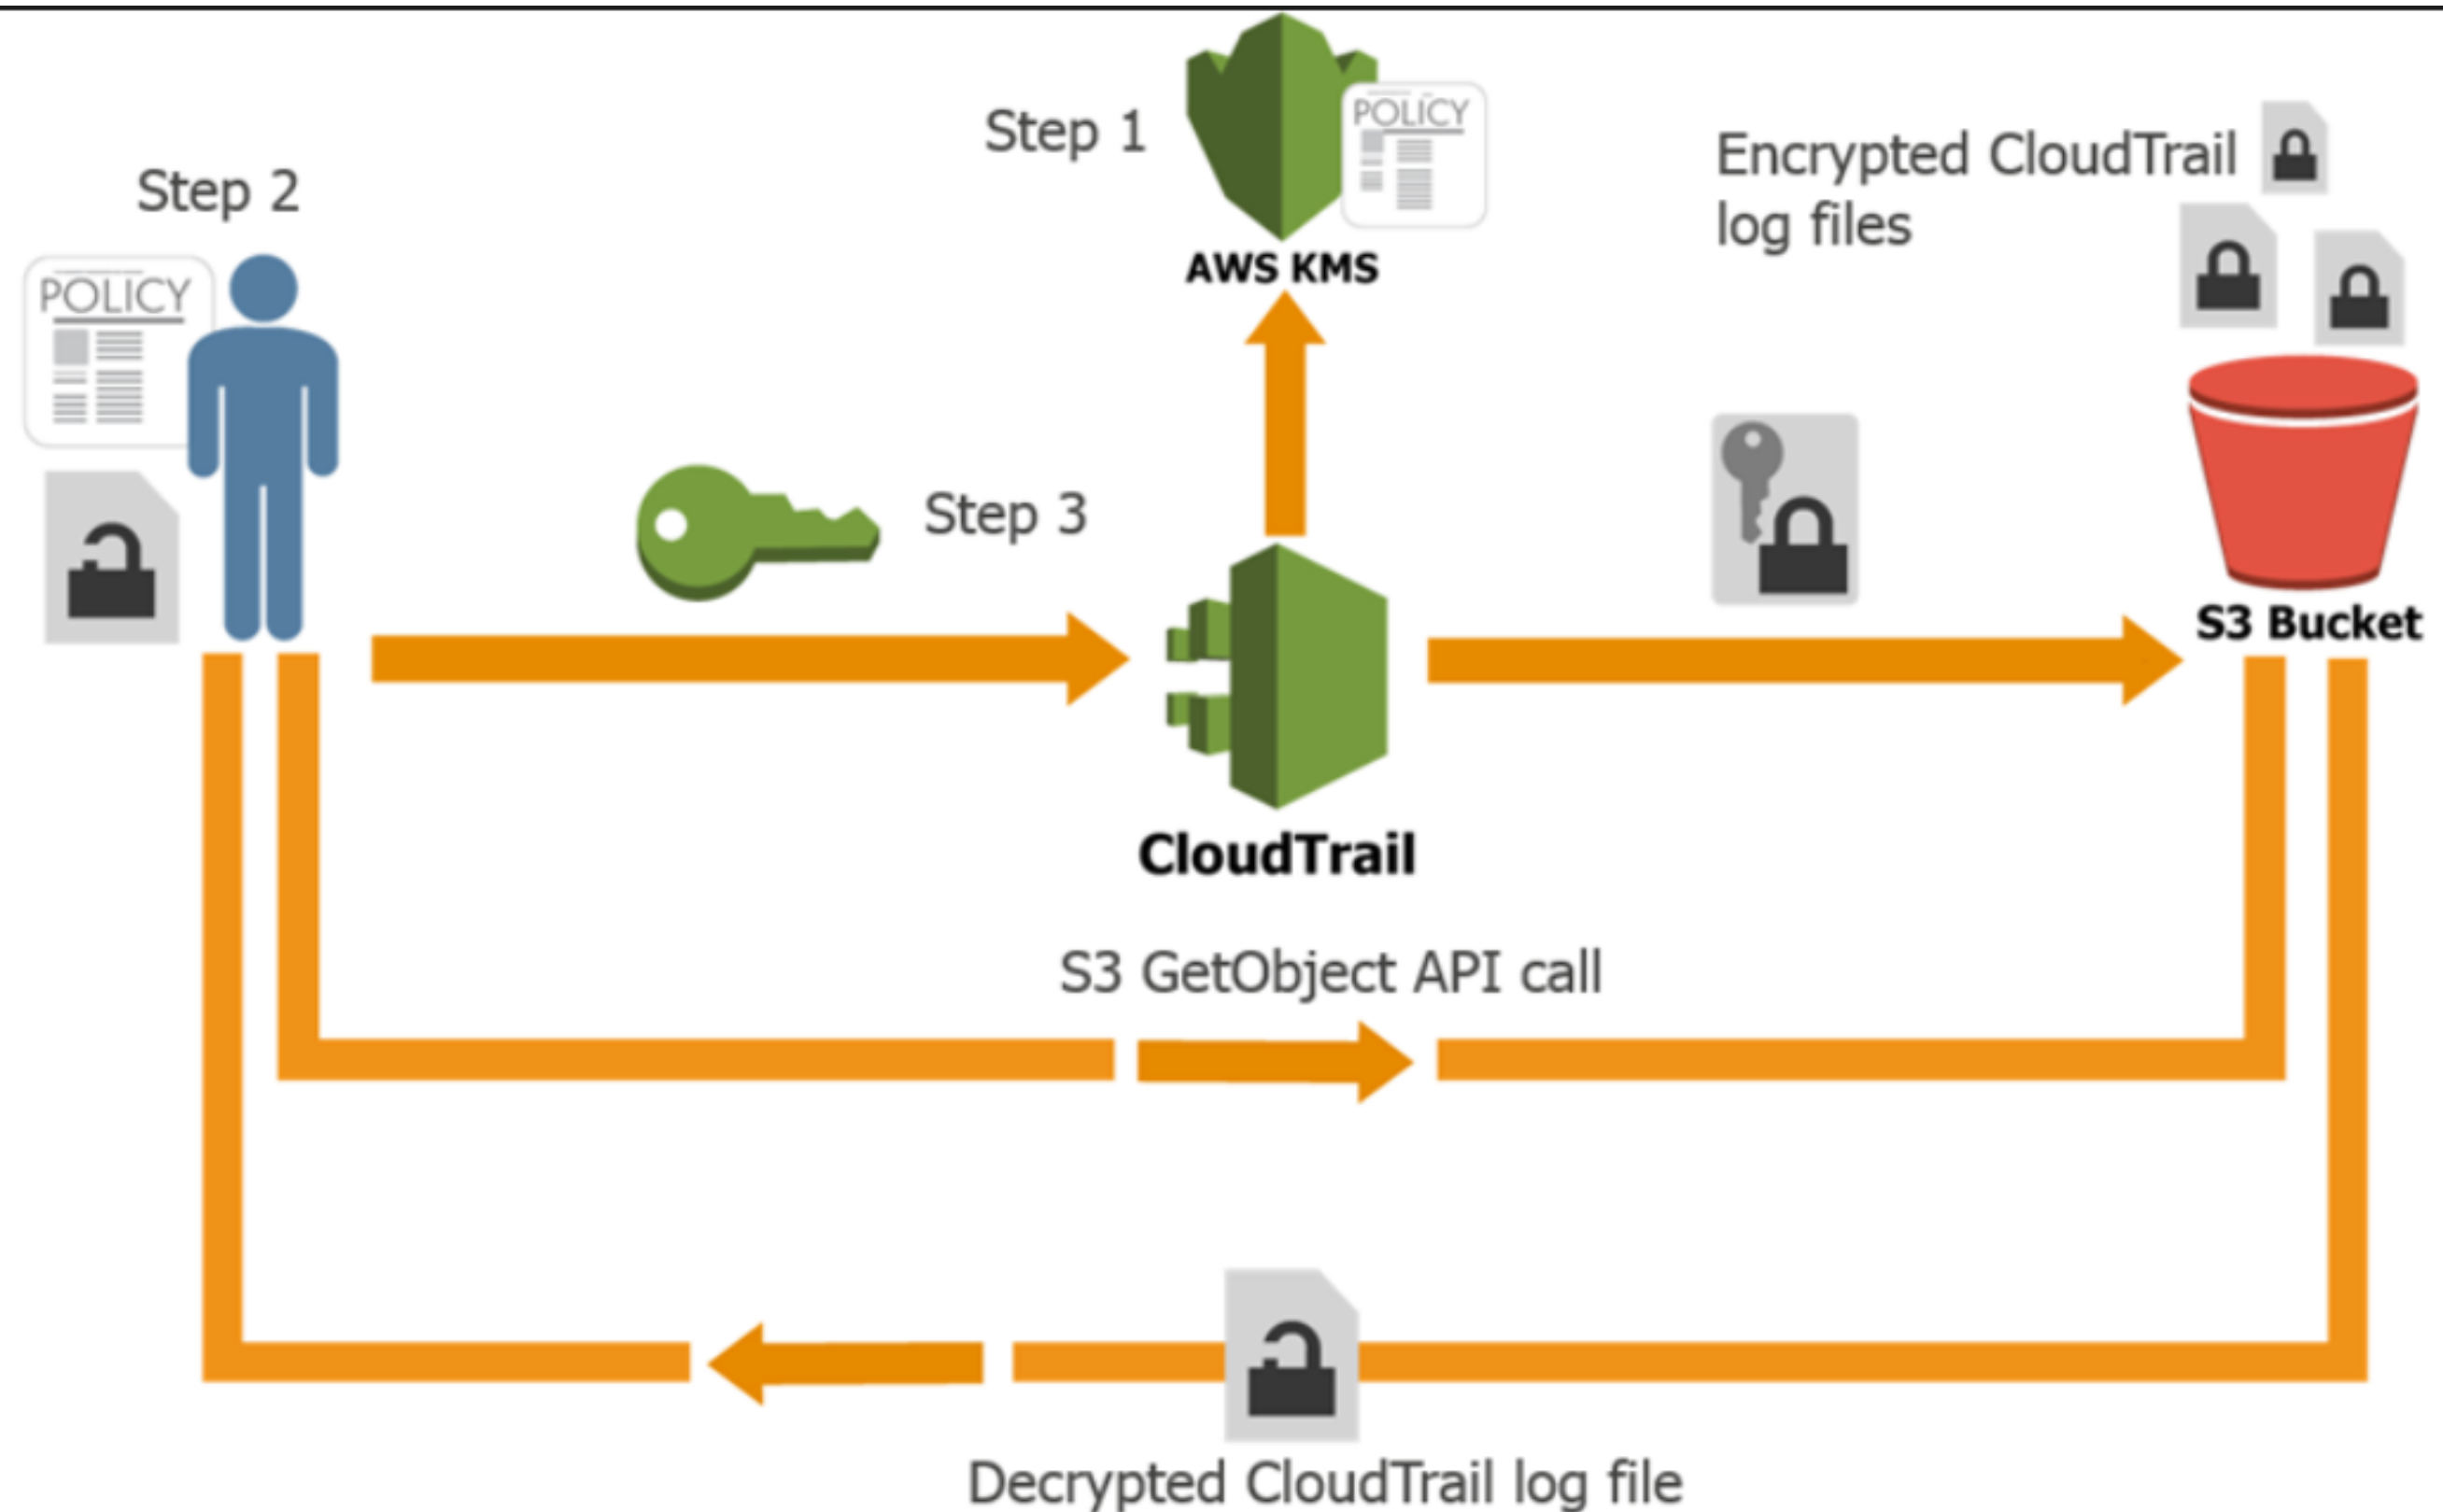 Step 1
POLICY
AWS KMS
Encrypted CloudTrail
log files
Step 2
POLICY
Step 3
S3 Bucket
CloudTrail
S3 GetObject API call
Decrypted CloudTrail log file